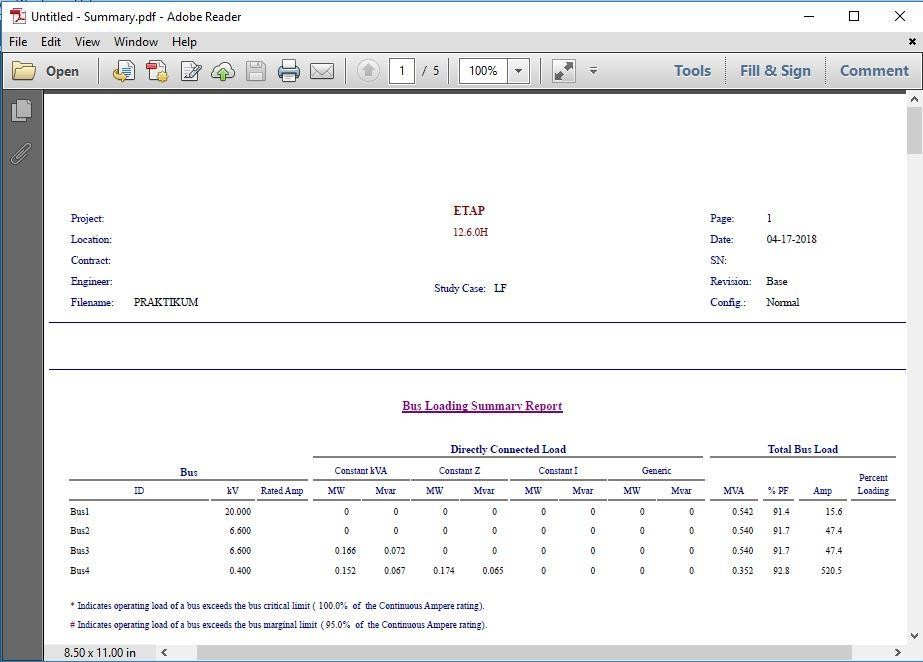 Untitled - Summary.pdf - Adobe Reader
File Edit View Window Help
Open 1 / 5 100% Tools Fill & Sign Comment
ETAP
Project: Page: 1
12.6.0H
Location: Date: 04-17-2018
Contract: SN:
Engineer: Revision: Base
Study Case: LF
Filename: PRAKTIKUM Config.: Normal
Bus Loading Summary Report
Directly Connected Load Total Bus Load
Bus Constant kVA Constant Z Constant I Generic
Percent
ID kV Rated Amp MW Mvar MW Mvar MW Mvar MW Mvar MVA % PF Amp Loading
Bus1 20.000 0 0 0 0 0 0 0 0 0.542 91.4 15.6
Bus2 6.600 0 0 0 0 0 0 0 0 0.540 91.7 47.4
Bus3 6.600 0.166 0.072 0 0 0 0 0 0 0.540 91.7 47.4
Bus4 0.400 0.152 0.067 0.174 0.065 0 0 0 0 0.352 92.8 520.5
* Indicates operating load of a bus exceeds the bus critical limit ( 100.0% of the Continuous Ampere rating).
# Indicates operating load of a bus exceeds the bus marginal limit ( 95.0% of the Continuous Ampere rating).
8.50 x 11.00 in